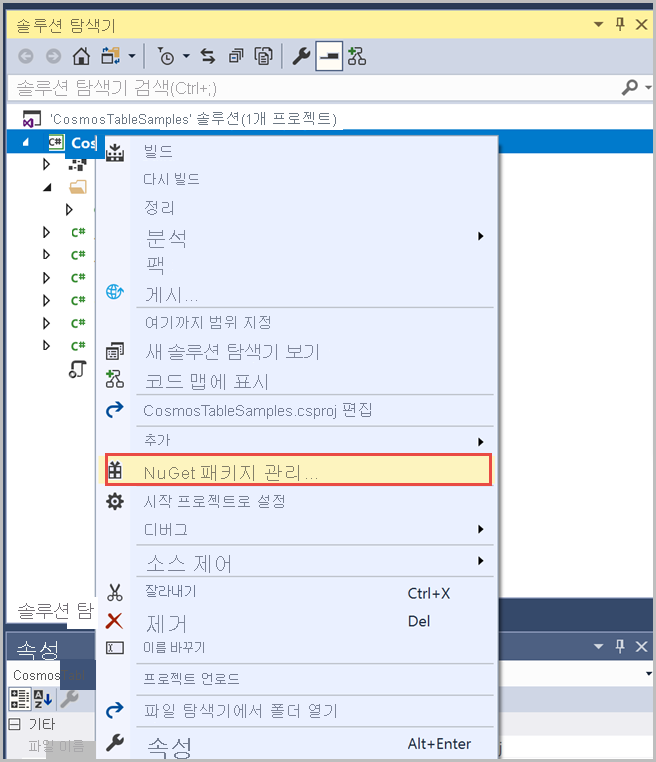 솔루션 탐색기
솔루션 탐색기 검색(Ctrl+;)
'CosmosTableSamples' 솔루션(1개 프로젝트)
C# Cos
빌드
다시 빌드
정리
분석
C#
팩
C#
게시...
C#
C#
여기까지 범위 지정
C#
새 솔루션 탐색기 보기
C#
코드 맵에 표시
CosmosTableSamples.csproj 편집
추가
NuGet 패키지 관리...
시작 프로젝트로 설정
디버그
소스 제어
잘라내기 Ctrl+X
솔루션 탐
제거 Del
속성
이름 바꾸기
프로젝트 언로드
파일 탐색기에서 폴더 열기
기타
파일 이름
속성 Alt+Enter